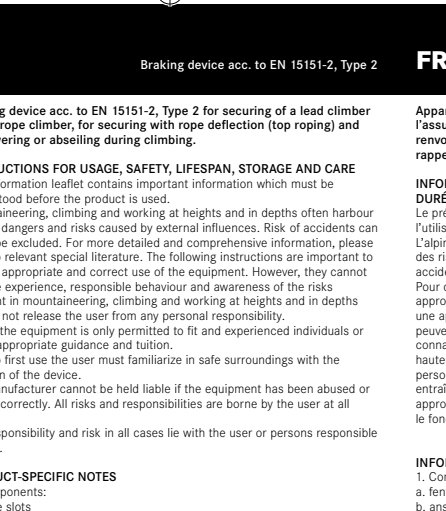 Braking device acc. to EN 15151-2, Type 2
g device acc. to EN 15151-2, Type 2 for securing of a lead climber
rope climber, for securing with rope deflection (top roping) and
ering or abseiling during climbing.
UCTIONS FOR USAGE, SAFETY, LIFESPAN, STORAGE AND CARE
ormation leaflet contains important information which must be
stood before the product is used.
aineering, climbing and working at heights and in depths often harbour
dangers and risks caused by external influences. Risk of accidents can
be excluded. For more detailed and comprehensive information, please
o relevant special literature. The following instructions are important to
appropriate and correct use of the equipment. However, they cannot
e experience, responsible behaviour and awareness of the risks
nt in mountaineering, climbing and working at heights and in depths
not release the user from any personal responsibility.
the equipment is only permitted to fit and experienced individuals or
appropriate guidance and tuition.
o first use the user must familiarize in safe surroundings with the
on of the device.
anufacturer cannot be held liable if the equipment has been abused or
correctly. All risks and responsibilities are borne by the user at all
sponsibility and risk in all cases lie with the user or persons responsible
.
UCT-SPECIFIC NOTES
ponents:
e slots
FR
Appar
l'assu
renvo
rappe
INFOR
DURÉ
Le pré
l'utilis
L'alpin
des ri
accide
Pour d
appro
une a
peuve
conna
haute
perso
entraî
appro
le fon
INFO
1. Cor
a. fen
b. ans